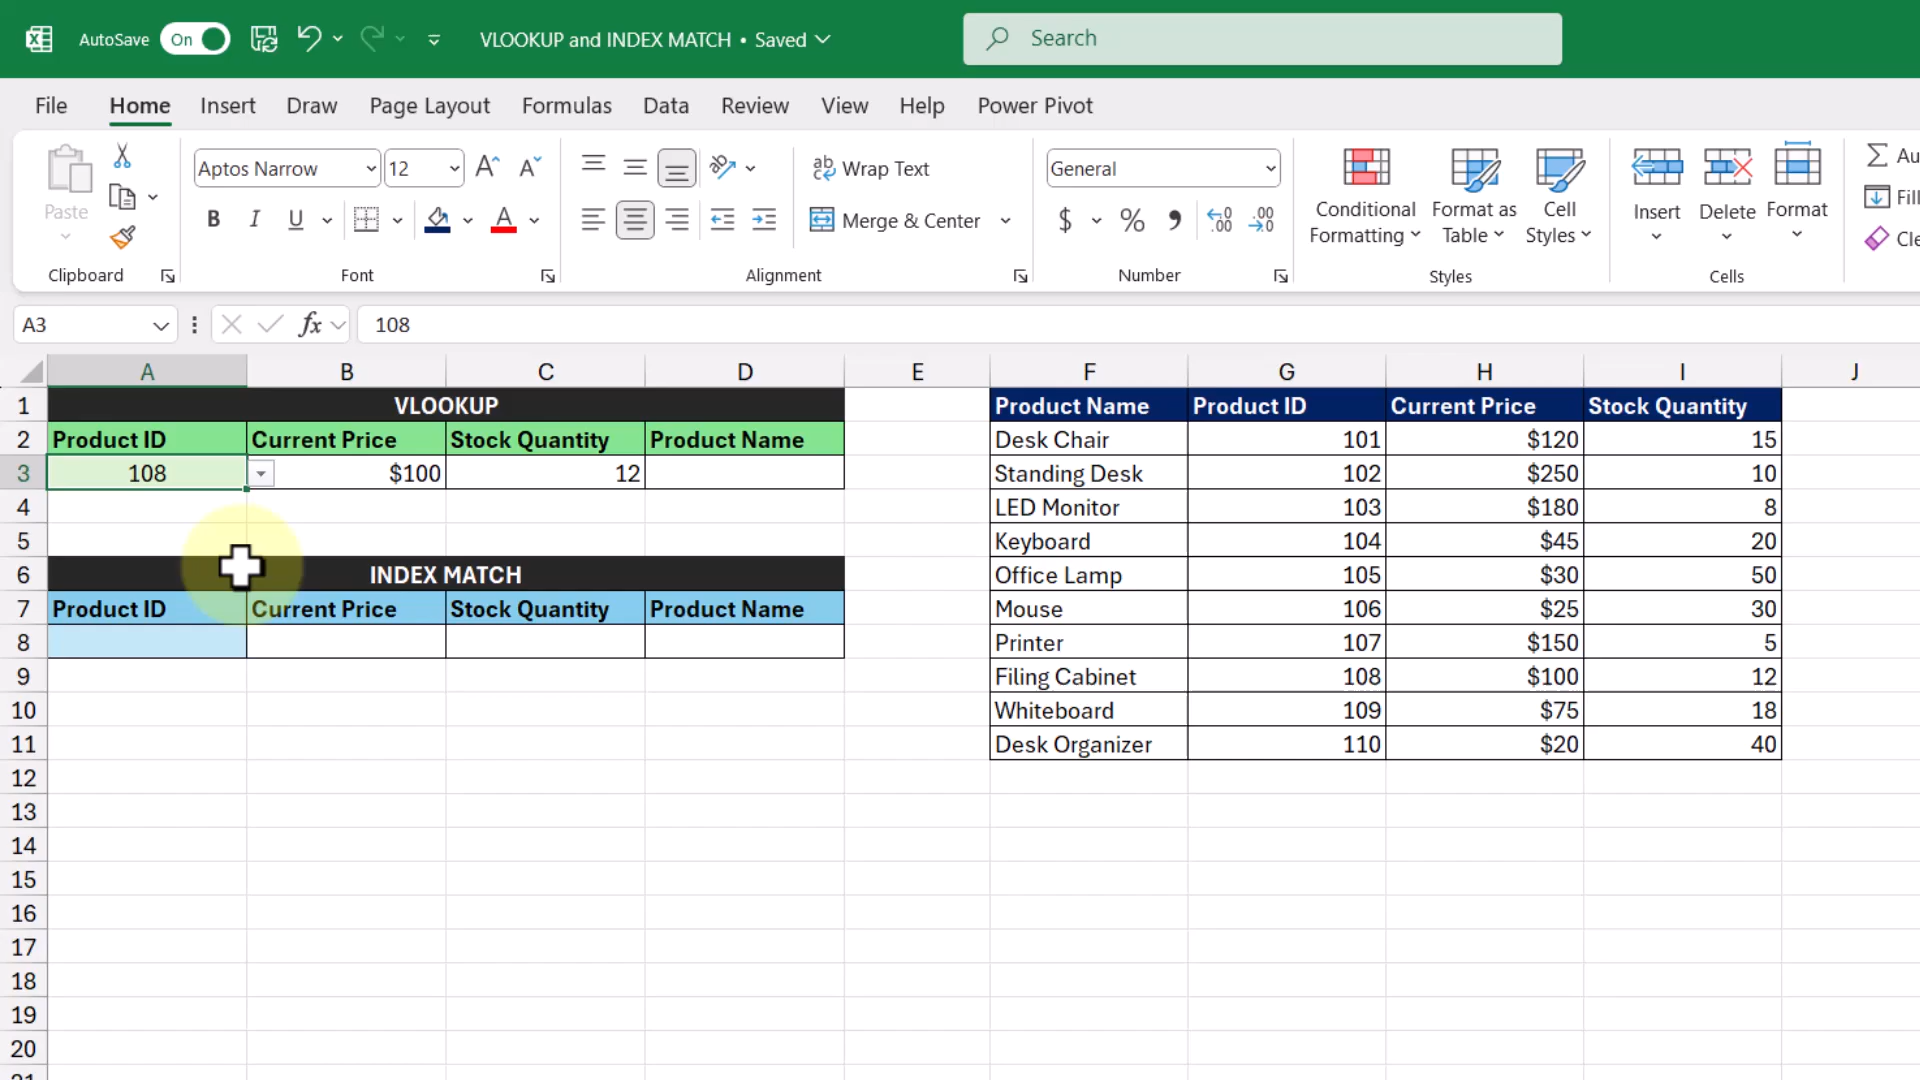 AutoSave On VLOOKUP and INDEX MATCH • Saved Search
File Home Insert Draw Page Layout Formulas Data Review View Help Power Pivot
Paste
Clipboard
Aptos Narrow 12
B I U
Font
Wrap Text
Merge & Center
Alignment
General
$ % 9 .00
Number
Conditional Formatting
Format as Table
Cell Styles
Styles
Insert Delete Format
Cells
Au
Fill
Cle
A3 fx 108
A B C D E F G H I J
1 VLOOKUP Product Name Product ID Current Price Stock Quantity
2 Product ID Current Price Stock Quantity Product Name Desk Chair 101 $120 15
3 108 $100 12 Standing Desk 102 $250 10
4 LED Monitor 103 $180 8
5 Keyboard 104 $45 20
6 INDEX MATCH Office Lamp 105 $30 50
7 Product ID Current Price Stock Quantity Product Name Mouse 106 $25 30
8 Printer 107 $150 5
9 Filing Cabinet 108 $100 12
10 Whiteboard 109 $75 18
11 Desk Organizer 110 $20 40
12
13
14
15
16
17
18
19
20